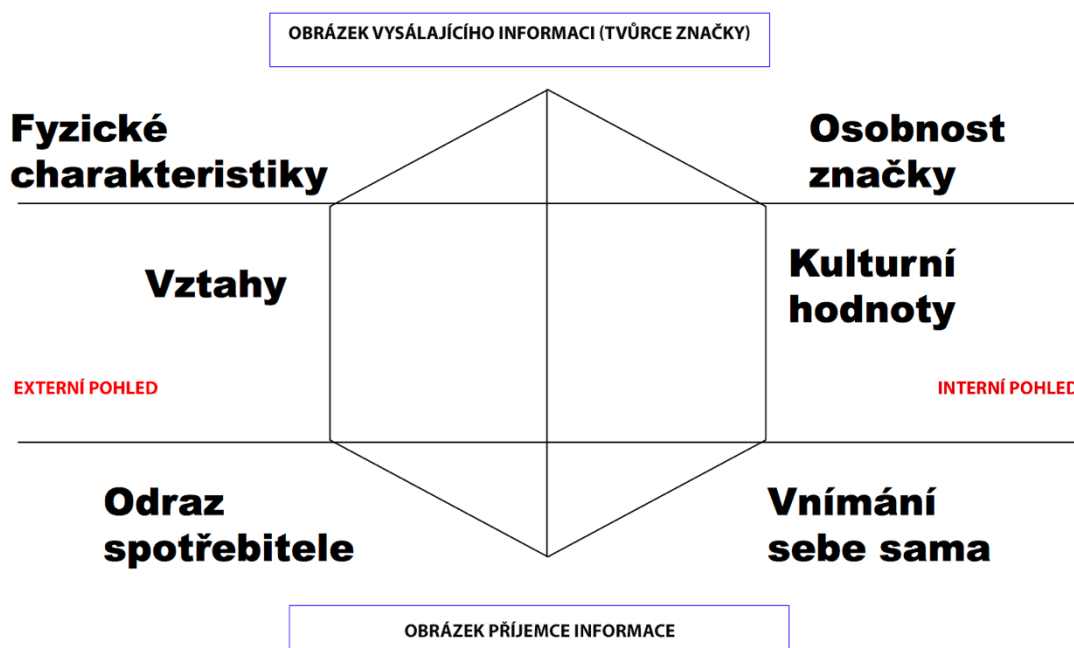 OBRÁZEK VYSÁLAJÍCÍHO INFORMACI (TVŮRCE ZNAČKY)
Fyzické
charakteristiky
Osobnost
značky
Vztahy
Kulturní
hodnoty
EXTERNÍ POHLED
INTERNÍ POHLED
Odraz
spotřebitele
Vnímání
sebe sama
OBRÁZEK PŘÍJEMCE INFORMACE